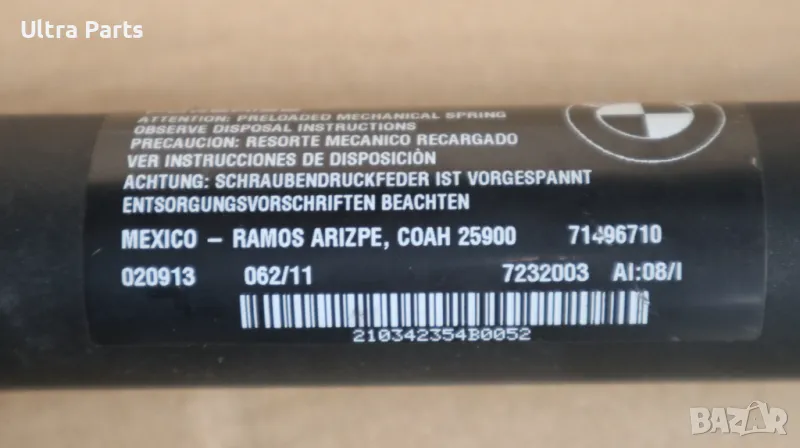 Ultra Parts
ATTENTION: PRELOADED MECHANICAL SPRING
OBSERVE DISPOSAL INSTRUCTIONS
PRECAUCION: RESORTE MECANICO RECARGADO
VER INSTRUCCIONES DE DISPOSICIÓN
ACHTUNG: SCHRAUBENDRUCKFEDER IST VORGESPANNT
ENTSORGUNGSVORSCHRIFTEN BEACHTEN
MEXICO – RAMOS ARIZPE, COAH 25900 71496710
020913 062/11 7232003 AI:08/I
210342354B0052
BAZAR